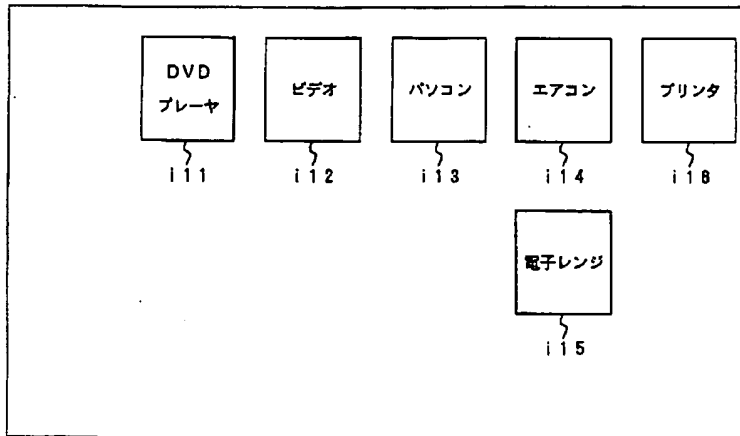 DVD
プレーヤ
ビデオ
パソコン
エアコン
プリンタ
i11
i12
i13
i14
i16
電子レンジ
i15